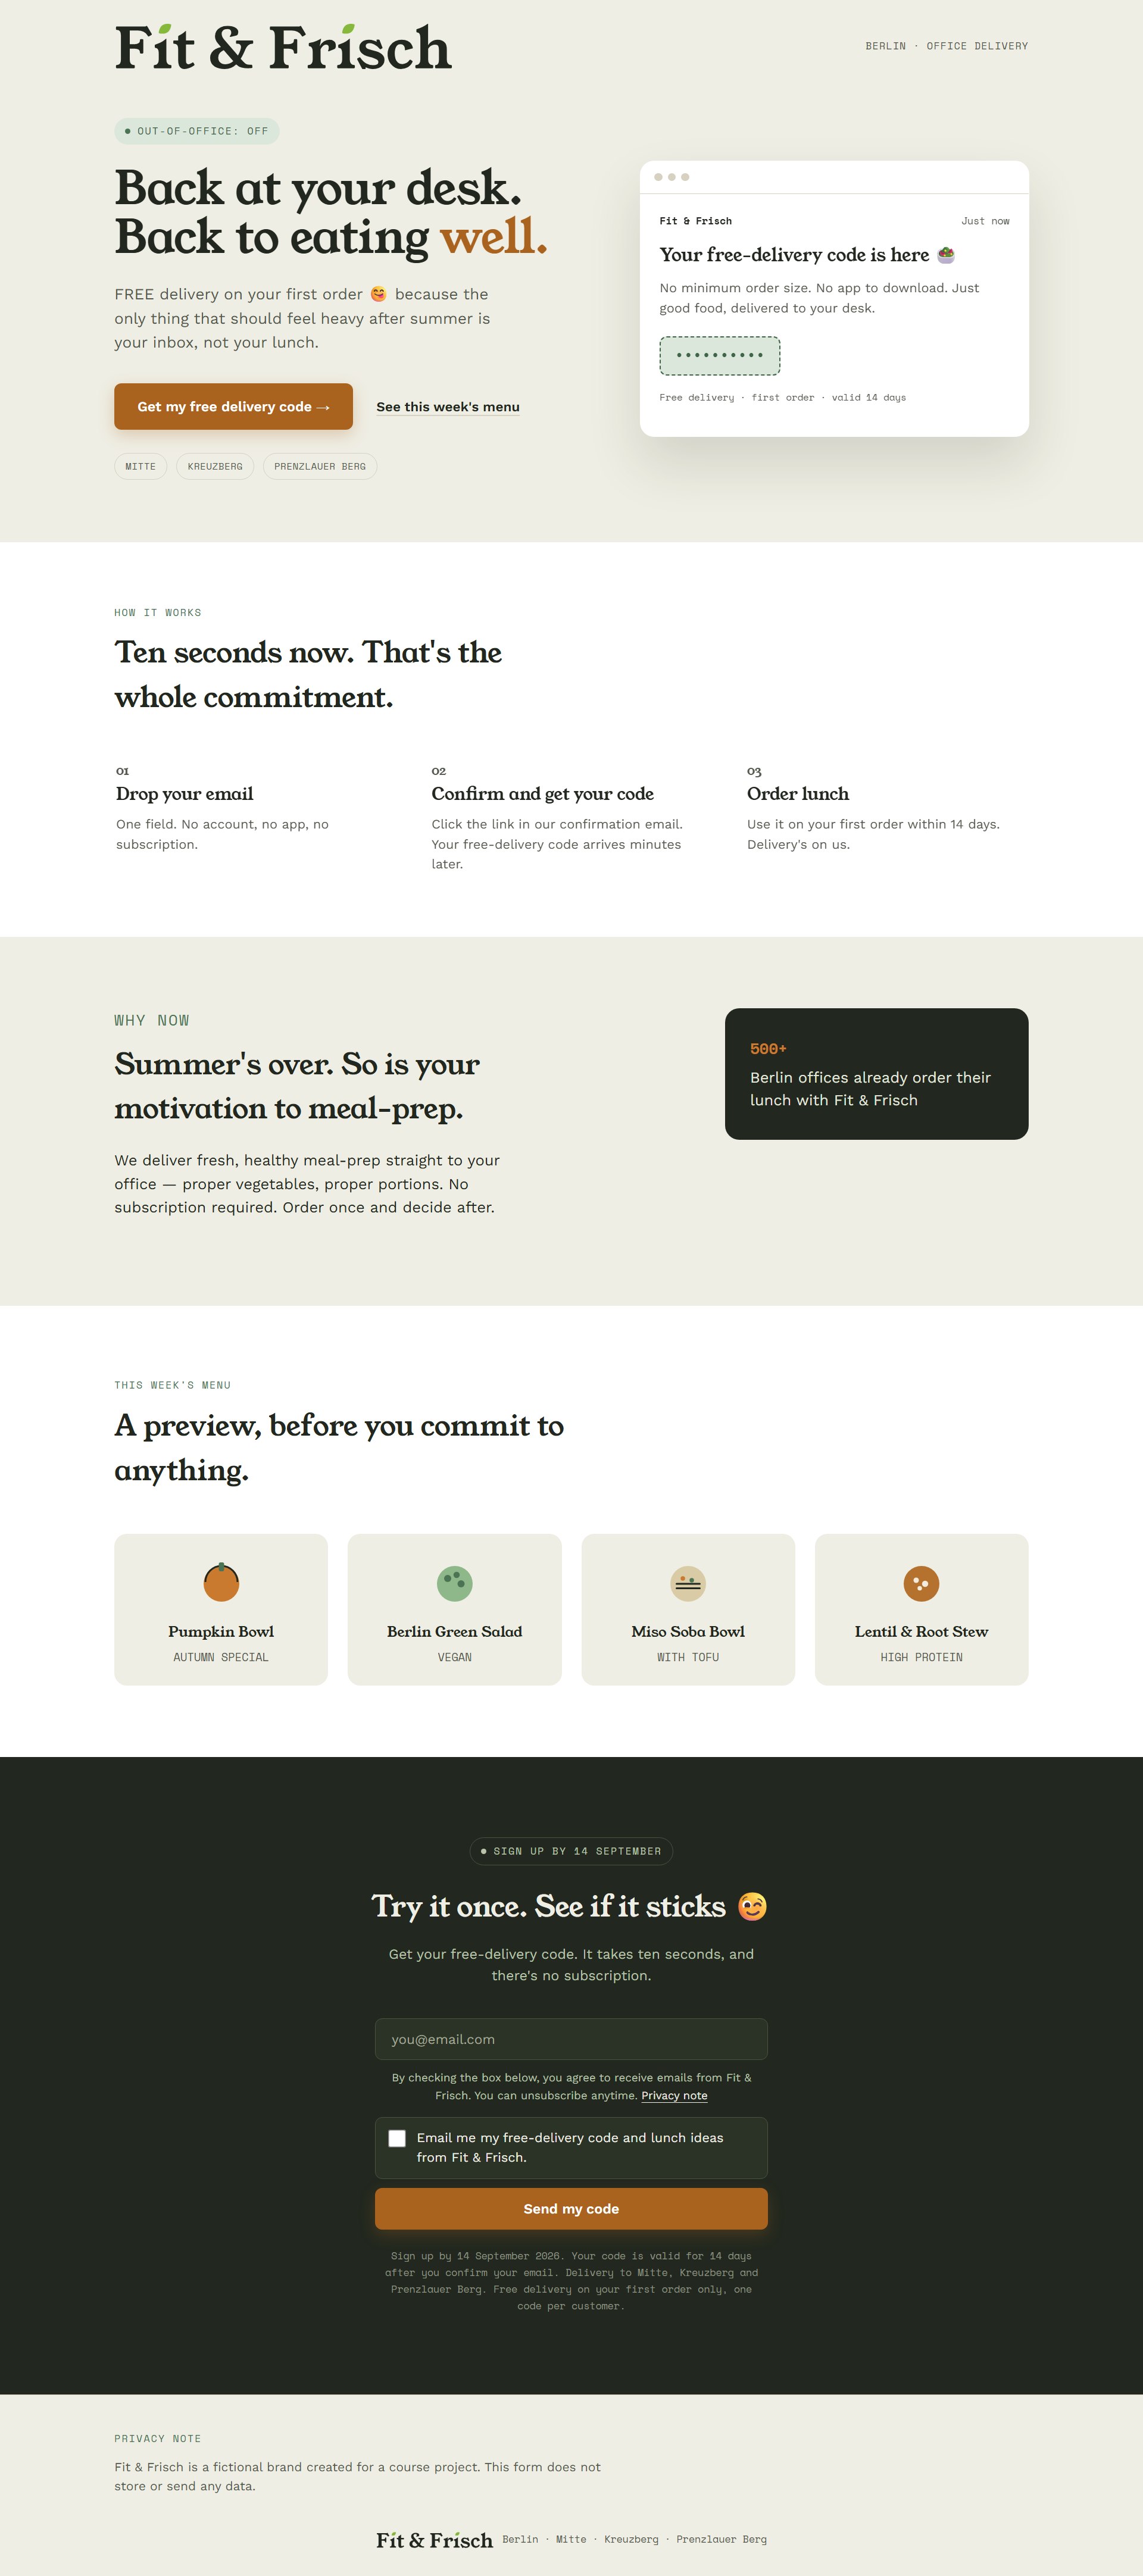 Fit & Frisch
BERLIN · OFFICE DELIVERY
OUT-OF-OFFICE: OFF
Back at your desk.
Back to eating well.
FREE delivery on your first order 😋 because the
only thing that should feel heavy after summer is
your inbox, not your lunch.
Get my free delivery code →
See this week's menu
MITTE
KREUZBERG
PRENZLAUER BERG
Fit & Frisch
Just now
Your free-delivery code is here 🥗
No minimum order size. No app to download. Just
good food, delivered to your desk.
••••••••••
Free delivery · first order · valid 14 days
HOW IT WORKS
Ten seconds now. That's the
whole commitment.
01
Drop your email
One field. No account, no app, no
subscription.
02
Confirm and get your code
Click the link in our confirmation email.
Your free-delivery code arrives minutes
later.
03
Order lunch
Use it on your first order within 14 days.
Delivery's on us.
WHY NOW
Summer's over. So is your
motivation to meal-prep.
We deliver fresh, healthy meal-prep straight to your
office — proper vegetables, proper portions. No
subscription required. Order once and decide after.
500+
Berlin offices already order their
lunch with Fit & Frisch
THIS WEEK'S MENU
A preview, before you commit to
anything.
Pumpkin Bowl
AUTUMN SPECIAL
Berlin Green Salad
VEGAN
Miso Soba Bowl
WITH TOFU
Lentil & Root Stew
HIGH PROTEIN
SIGN UP BY 14 SEPTEMBER
Try it once. See if it sticks 😉
Get your free-delivery code. It takes ten seconds, and
there's no subscription.
you@email.com
By checking the box below, you agree to receive emails from Fit &
Frisch. You can unsubscribe anytime. Privacy note
Email me my free-delivery code and lunch ideas
from Fit & Frisch.
Send my code
Sign up by 14 September 2026. Your code is valid for 14 days
after you confirm your email. Delivery to Mitte, Kreuzberg and
Prenzlauer Berg. Free delivery on your first order only, one
code per customer.
PRIVACY NOTE
Fit & Frisch is a fictional brand created for a course project. This form does not
store or send any data.
Fit & Frisch
Berlin · Mitte · Kreuzberg · Prenzlauer Berg